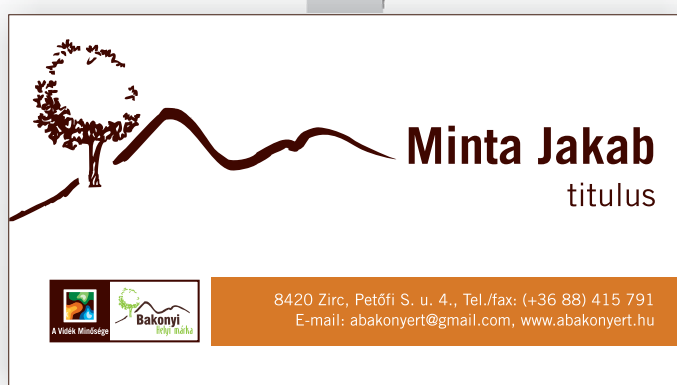 Minta Jakab
titulus
8420 Zirc, Petőfi S. u. 4., Tel./fax: (+36 88) 415 791
E-mail: abakonyert@gmail.com, www.abakonyert.hu
A Vidék Minősége
Bakonyi
Helyi márka